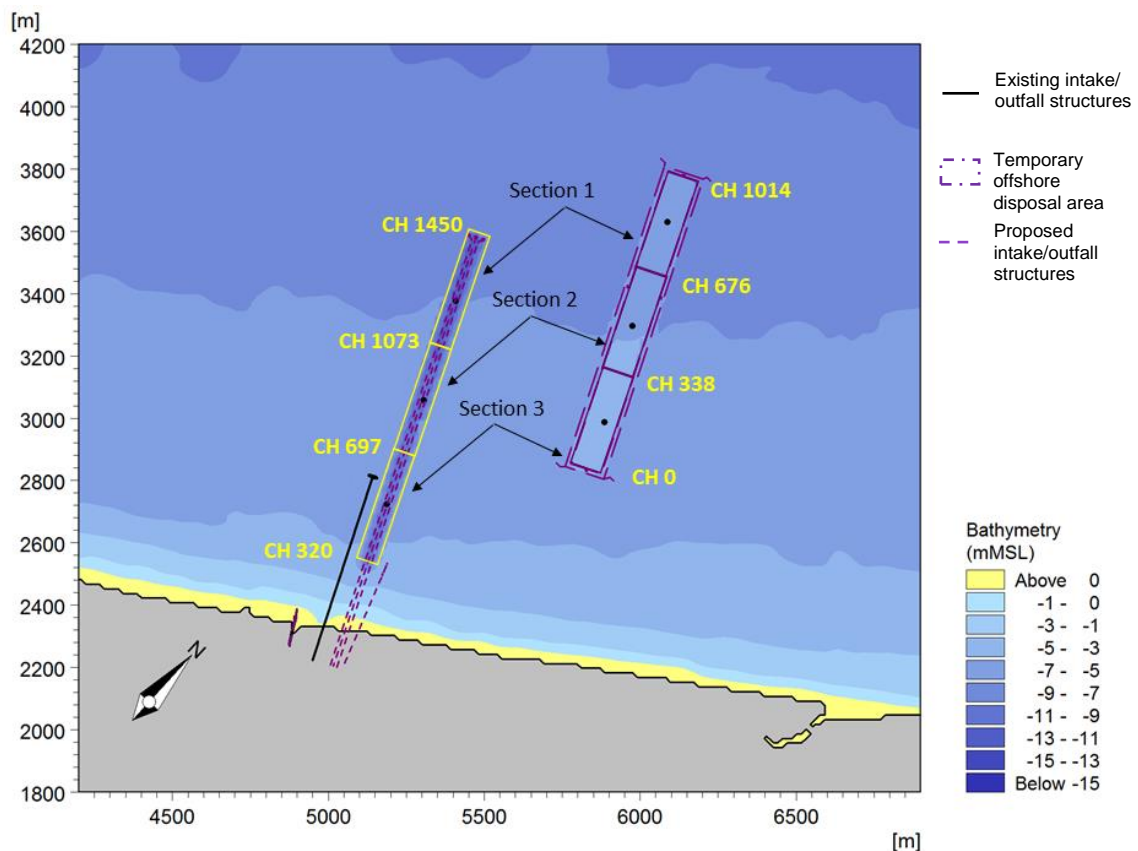 [m]
4200
4000
3800
3600
3400
3200
3000
2800
2600
2400
2200
2000
1800
4500
5000
5500
6000
6500
[m]
Section 1
Section 2
Section 3
CH 1450
CH 1073
CH 697
CH 320
CH 1014
CH 676
CH 338
CH 0
N
Existing intake/
outfall structures
Temporary
offshore
disposal area
Proposed
intake/outfall
structures
Bathymetry
(mMSL)
Above 0
-1 - 0
-3 - -1
-5 - -3
-7 - -5
-9 - -7
-11 - -9
-13 - -11
-15 - -13
Below -15